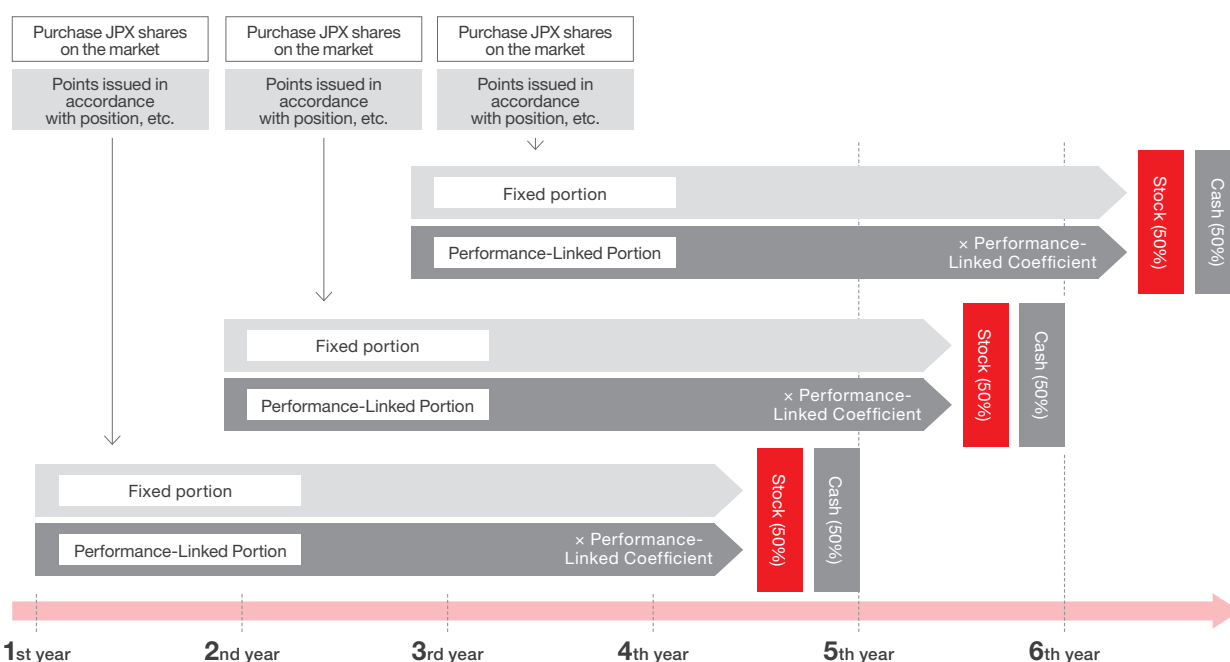 Purchase JPX shares
on the market
Purchase JPX shares
on the market
Purchase JPX shares
on the market
Points issued in
accordance
with position, etc.
Points issued in
accordance
with position, etc.
Points issued in
accordance
with position, etc.
Fixed portion
Performance-Linked Portion
× Performance-
Linked Coefficient
Stock (50%)
Cash (50%)
Fixed portion
Performance-Linked Portion
× Performance-
Linked Coefficient
Stock (50%)
Cash (50%)
Fixed portion
Performance-Linked Portion
× Performance-
Linked Coefficient
Stock (50%)
Cash (50%)
1st year
2nd year
3rd year
4th year
5th year
6th year